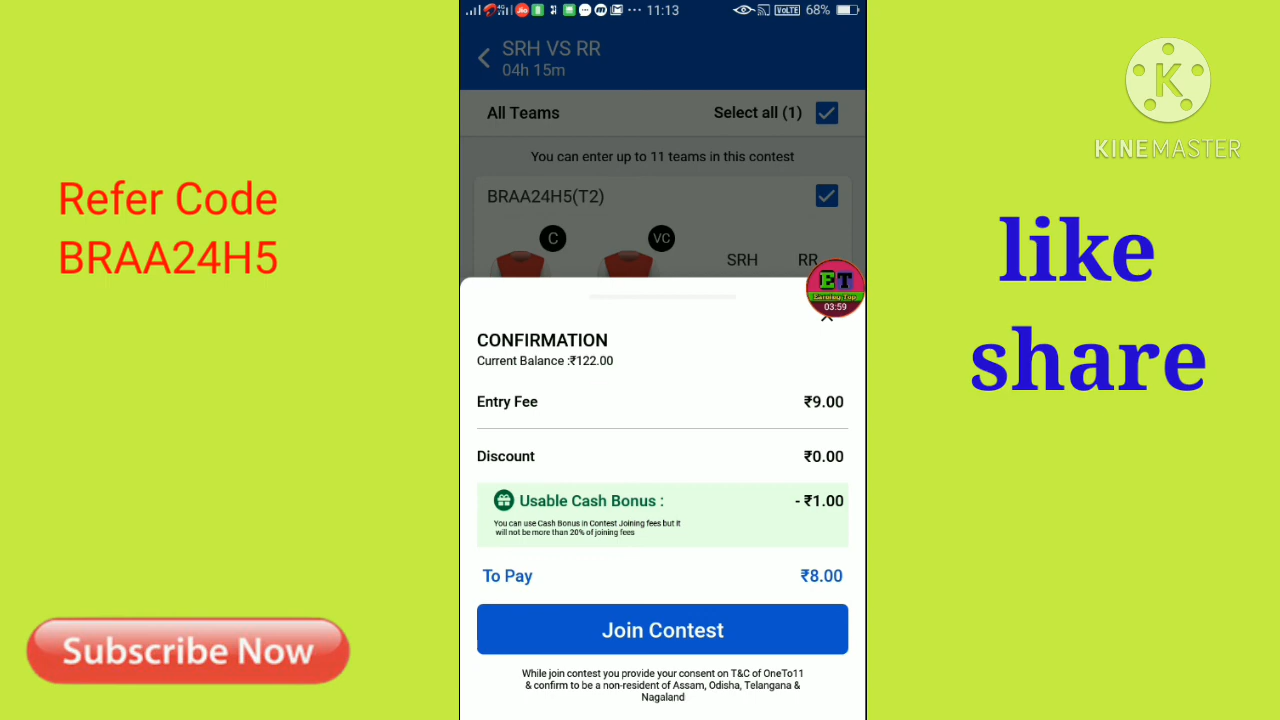 4G
Jio
11:13
VoLTE
68%
SRH VS RR
04h 15m
All Teams
Select all (1)
You can enter up to 11 teams in this contest
BRAA24H5(T2)
C
VC
SRH
RR
ET
Earning Top
03:59
CONFIRMATION
Current Balance :₹122.00
Entry Fee
₹9.00
Discount
₹0.00
Usable Cash Bonus :
- ₹1.00
You can use Cash Bonus in Contest Joining fees but it
will not be more than 20% of joining fees
To Pay
₹8.00
Join Contest
While join contest you provide your consent on T&C of OneTo11
& confirm to be a non-resident of Assam, Odisha, Telangana &
Nagaland
Refer Code
BRAA24H5
Subscribe Now
K
KINEMASTER
like
share